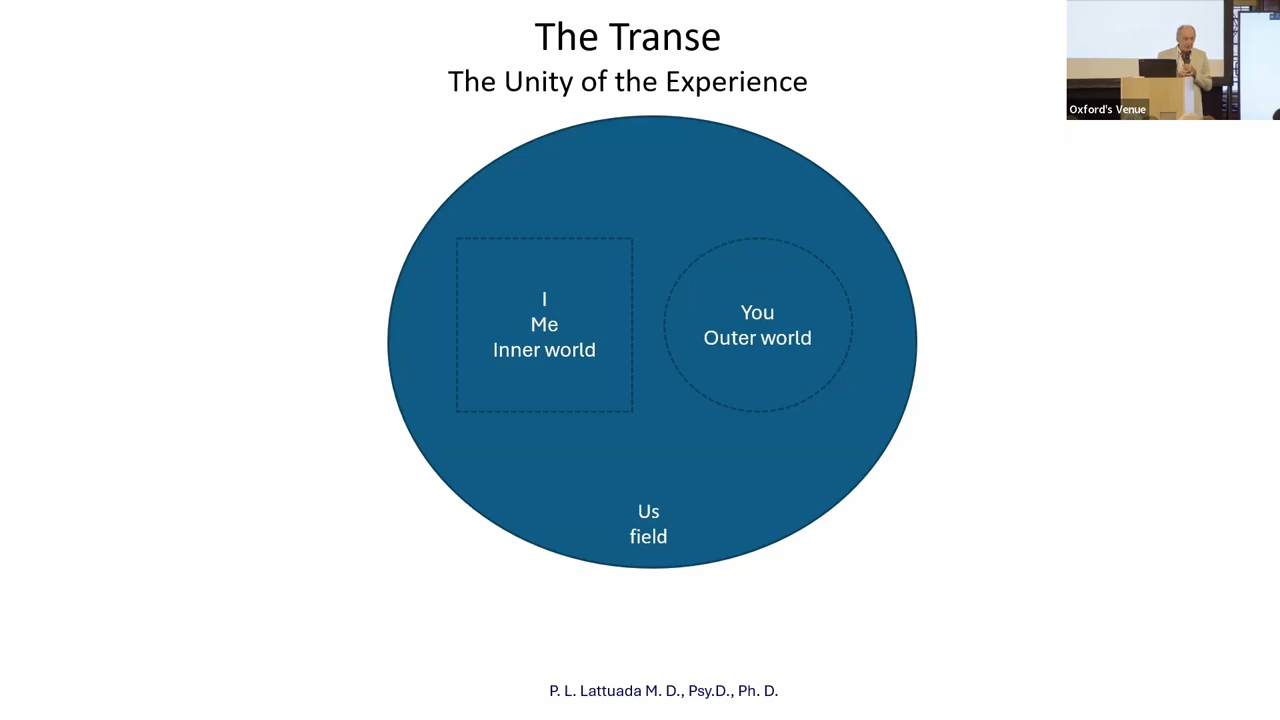 The Transe
The Unity of the Experience
Oxford's Venue
I
Me
Inner world
You
Outer world
Us
field
P. L. Lattuada M. D., Psy.D., Ph. D.